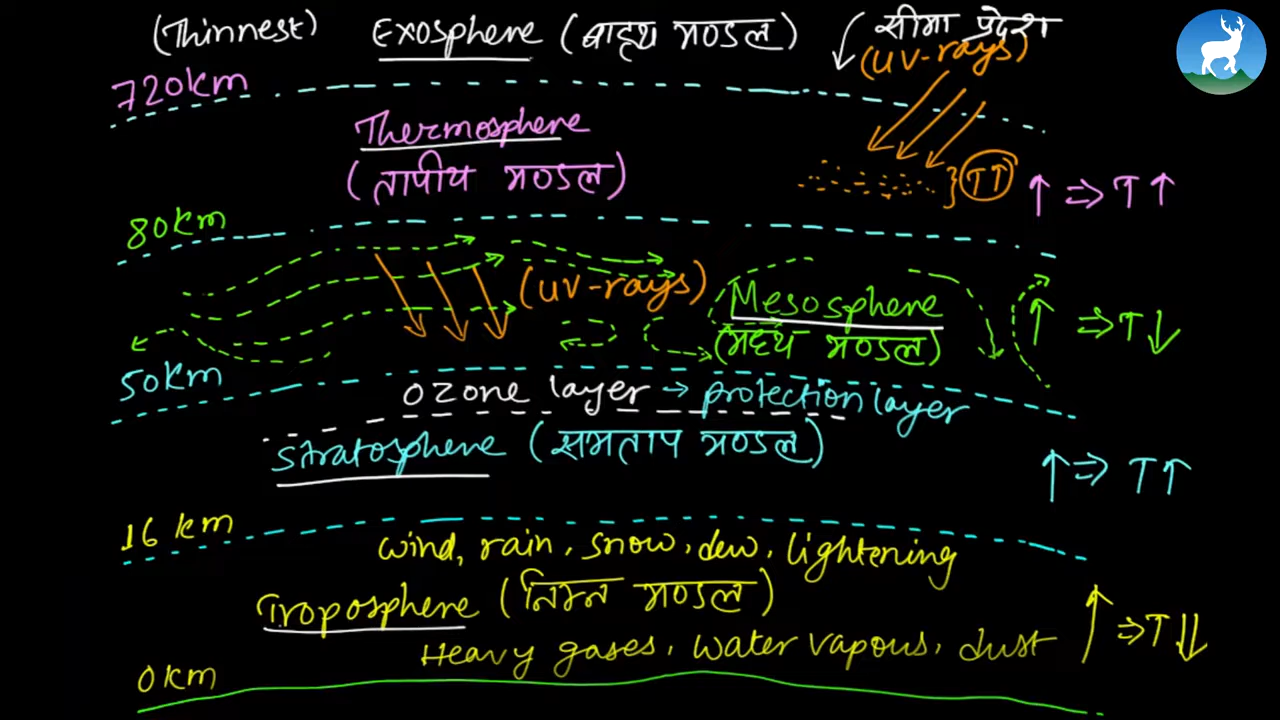 (Thinnest) Exosphere (बाह्य मण्डल) सीमा प्रदेश
(UV-rays)
720km
Thermosphere
(तापीय मण्डल) T↑↑ ↑ ⇒ T↑
80km
(UV-rays) Mesosphere ↑ ⇒ T↓
(मध्य मण्डल)
50km
Ozone layer → protection layer
Stratosphere (समताप मण्डल) ↑ ⇒ T↑
16 km
wind, rain, snow, dew, lightening
Troposphere (निम्न मण्डल)
Heavy gases, water vapous, dust ↑ ⇒ T↓↓
0km